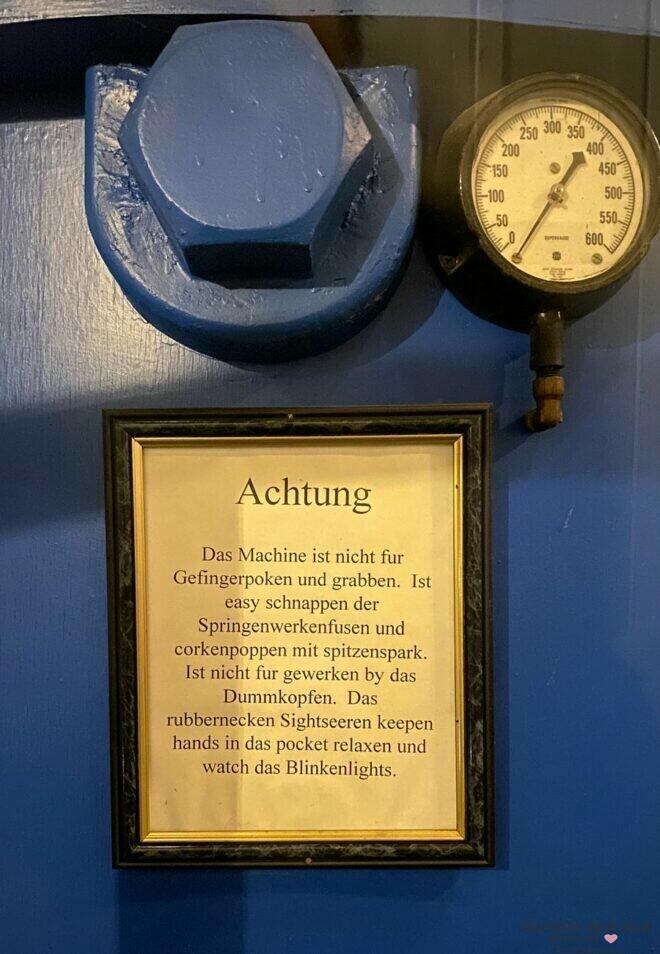 0
50
100
150
200
250
300
350
400
450
500
550
600
SUPERGAUGE
Achtung
Das Machine ist nicht fur
Gefingerpoken und grabben. Ist
easy schnappen der
Springenwerkenfusen und
corkenpoppen mit spitzenspark.
Ist nicht fur gewerken by das
Dummkopfen. Das
rubbernecken Sightseeren keepen
hands in das pocket relaxen und
watch das Blinkenlights.